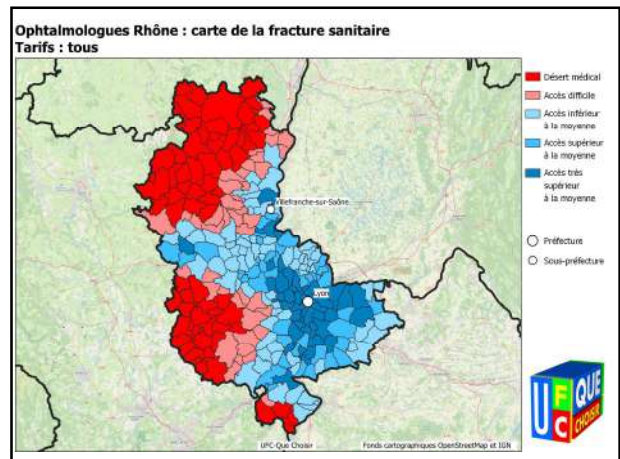 Ophtalmologues Rhône : carte de la fracture sanitaire
Tarifs : tous
Désert médical
Accès difficile
Accès inférieur
à la moyenne
Accès supérieur
à la moyenne
Accès très
supérieur
à la moyenne
Préfecture
Sous-préfecture
Villefranche-sur-Saône
Lyon
UFC-Que Choisir
Fonds cartographiques OpenStreetMap et IGN
UFC
QUE
CHOISIR